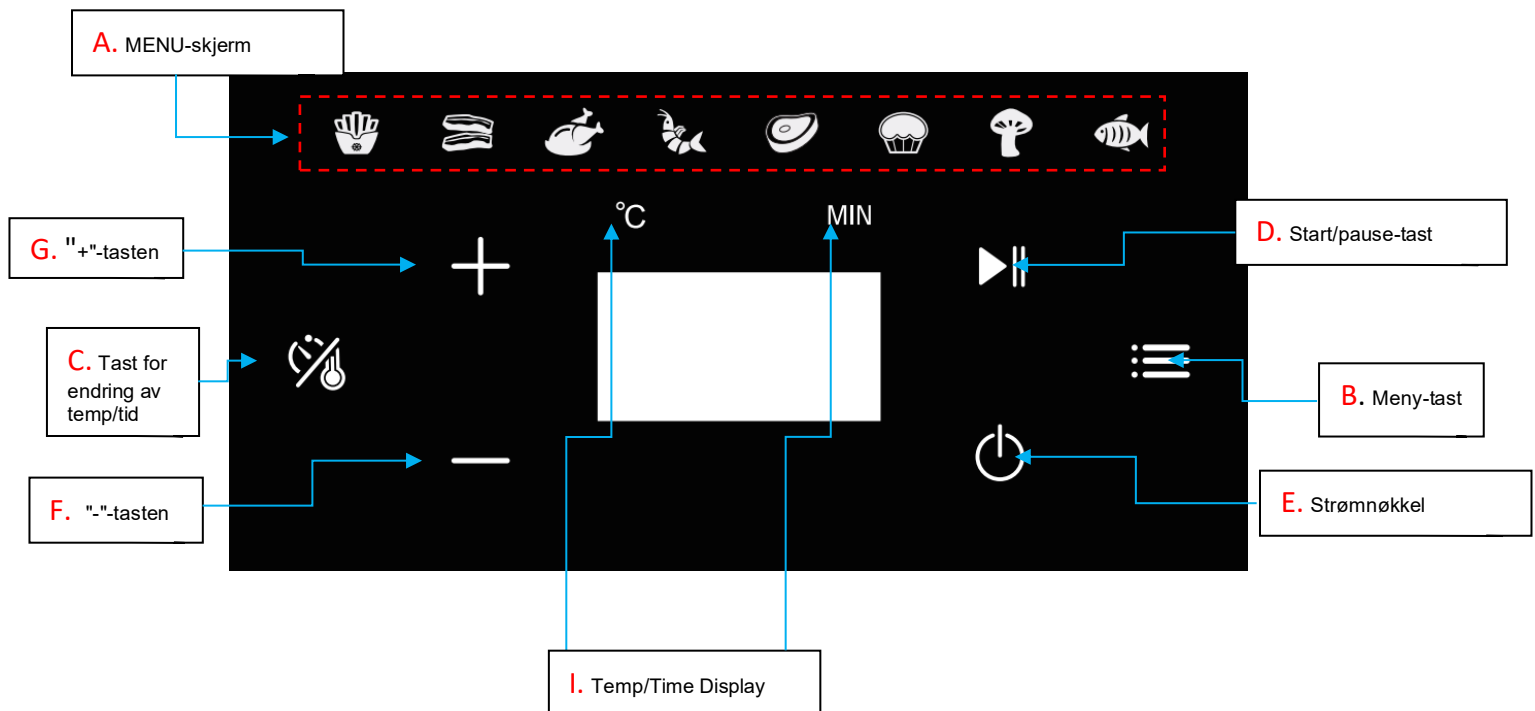 A. MENU-skjerm
°C
MIN
G. "+"-tasten
D. Start/pause-tast
C. Tast for
endring av
temp/tid
B. Meny-tast
F. "-"-tasten
E. Strømnøkkel
I. Temp/Time Display